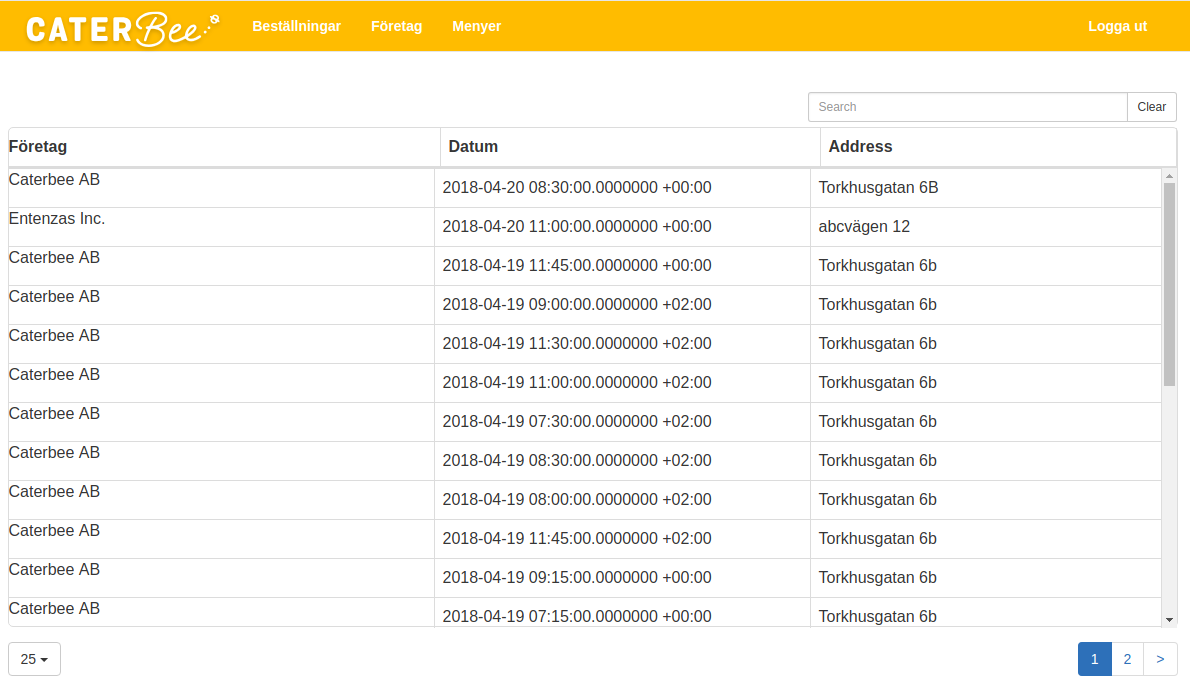 CATERBee Beställningar Företag Menyer Logga ut
Search Clear
Företag Datum Address
Caterbee AB 2018-04-20 08:30:00.0000000 +00:00 Torkhusgatan 6B
Entenzas Inc. 2018-04-20 11:00:00.0000000 +00:00 abcvägen 12
Caterbee AB 2018-04-19 11:45:00.0000000 +00:00 Torkhusgatan 6b
Caterbee AB 2018-04-19 09:00:00.0000000 +02:00 Torkhusgatan 6b
Caterbee AB 2018-04-19 11:30:00.0000000 +02:00 Torkhusgatan 6b
Caterbee AB 2018-04-19 11:00:00.0000000 +02:00 Torkhusgatan 6b
Caterbee AB 2018-04-19 07:30:00.0000000 +02:00 Torkhusgatan 6b
Caterbee AB 2018-04-19 08:30:00.0000000 +02:00 Torkhusgatan 6b
Caterbee AB 2018-04-19 08:00:00.0000000 +02:00 Torkhusgatan 6b
Caterbee AB 2018-04-19 11:45:00.0000000 +02:00 Torkhusgatan 6b
Caterbee AB 2018-04-19 09:15:00.0000000 +00:00 Torkhusgatan 6b
Caterbee AB 2018-04-19 07:15:00.0000000 +00:00 Torkhusgatan 6b
25 1 2 >